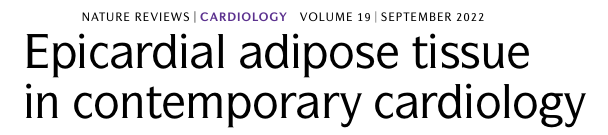 NATURE REVIEWS | CARDIOLOGY VOLUME 19 | SEPTEMBER 2022
Epicardial adipose tissue
in contemporary cardiology